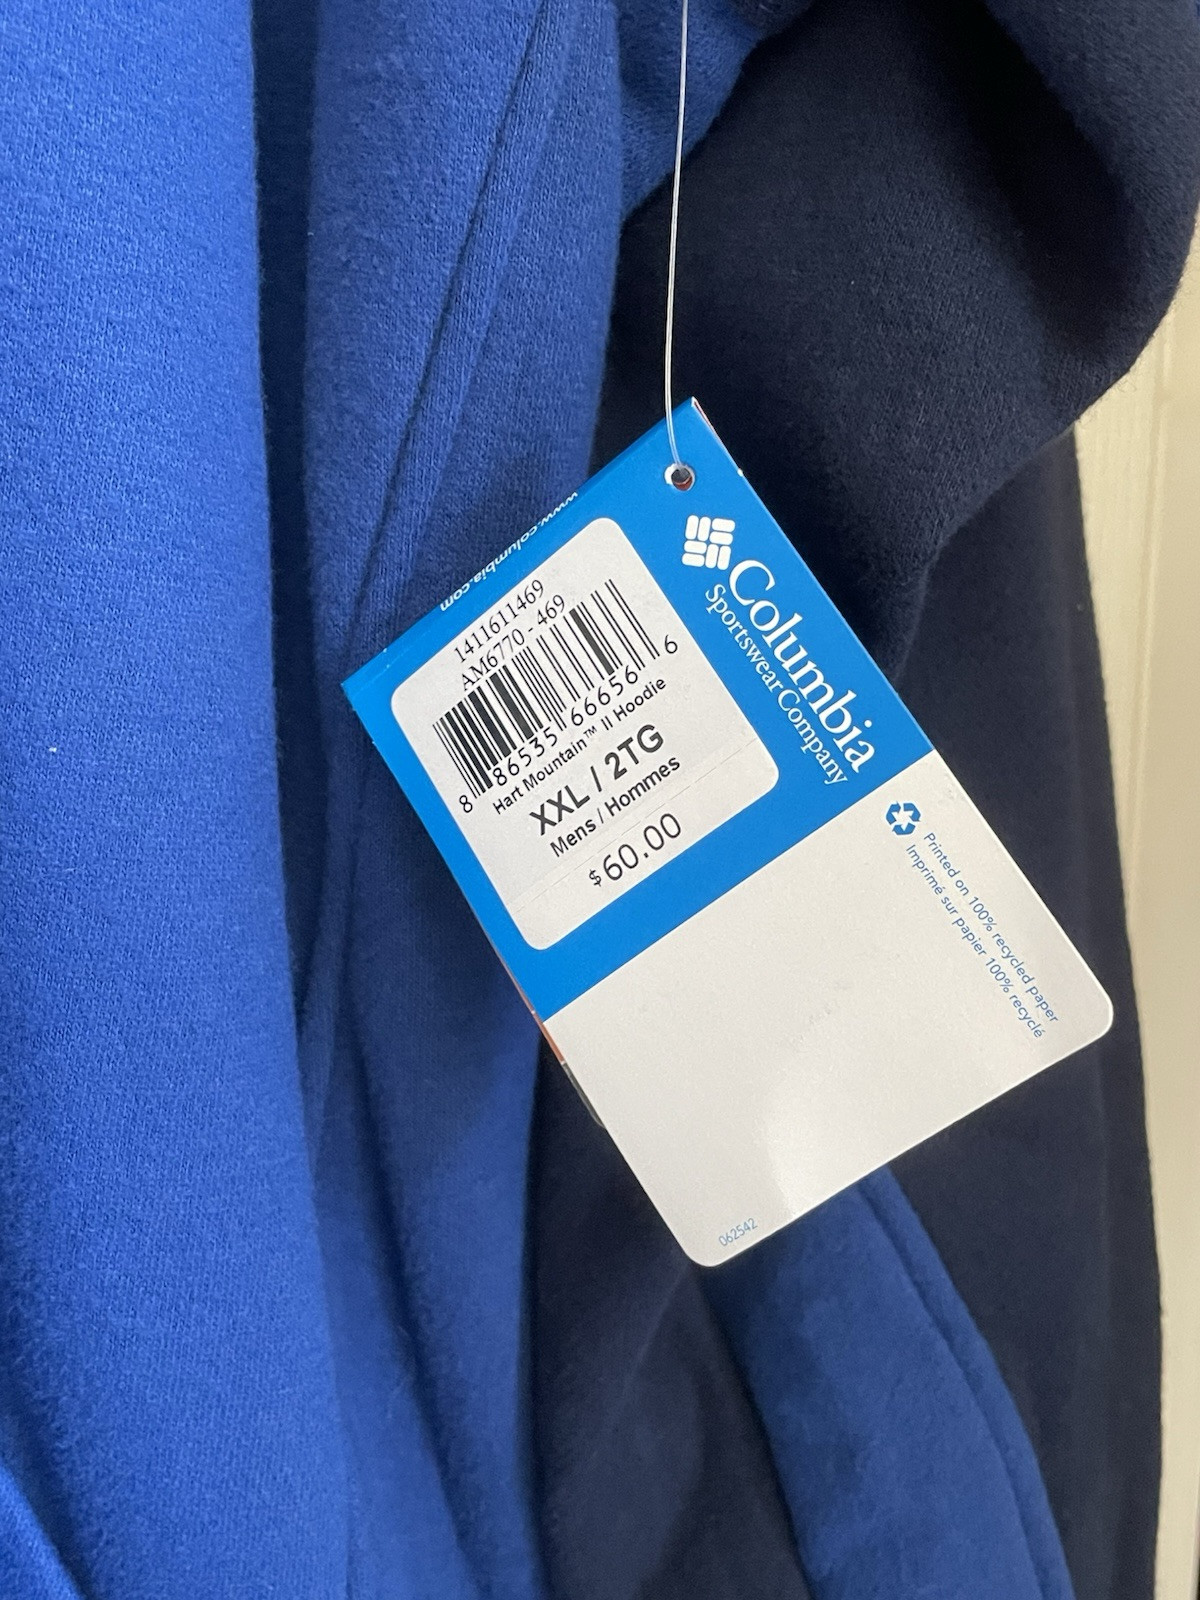 www.columbia.com
1411611469
AM6770 - 469
8 86535 66656 6
Hart Mountain™ II Hoodie
XXL / 2TG
Mens / Hommes
$60.00
Columbia
Sportswear Company
Printed on 100% recycled paper
Imprimé sur papier 100% recyclé
062542